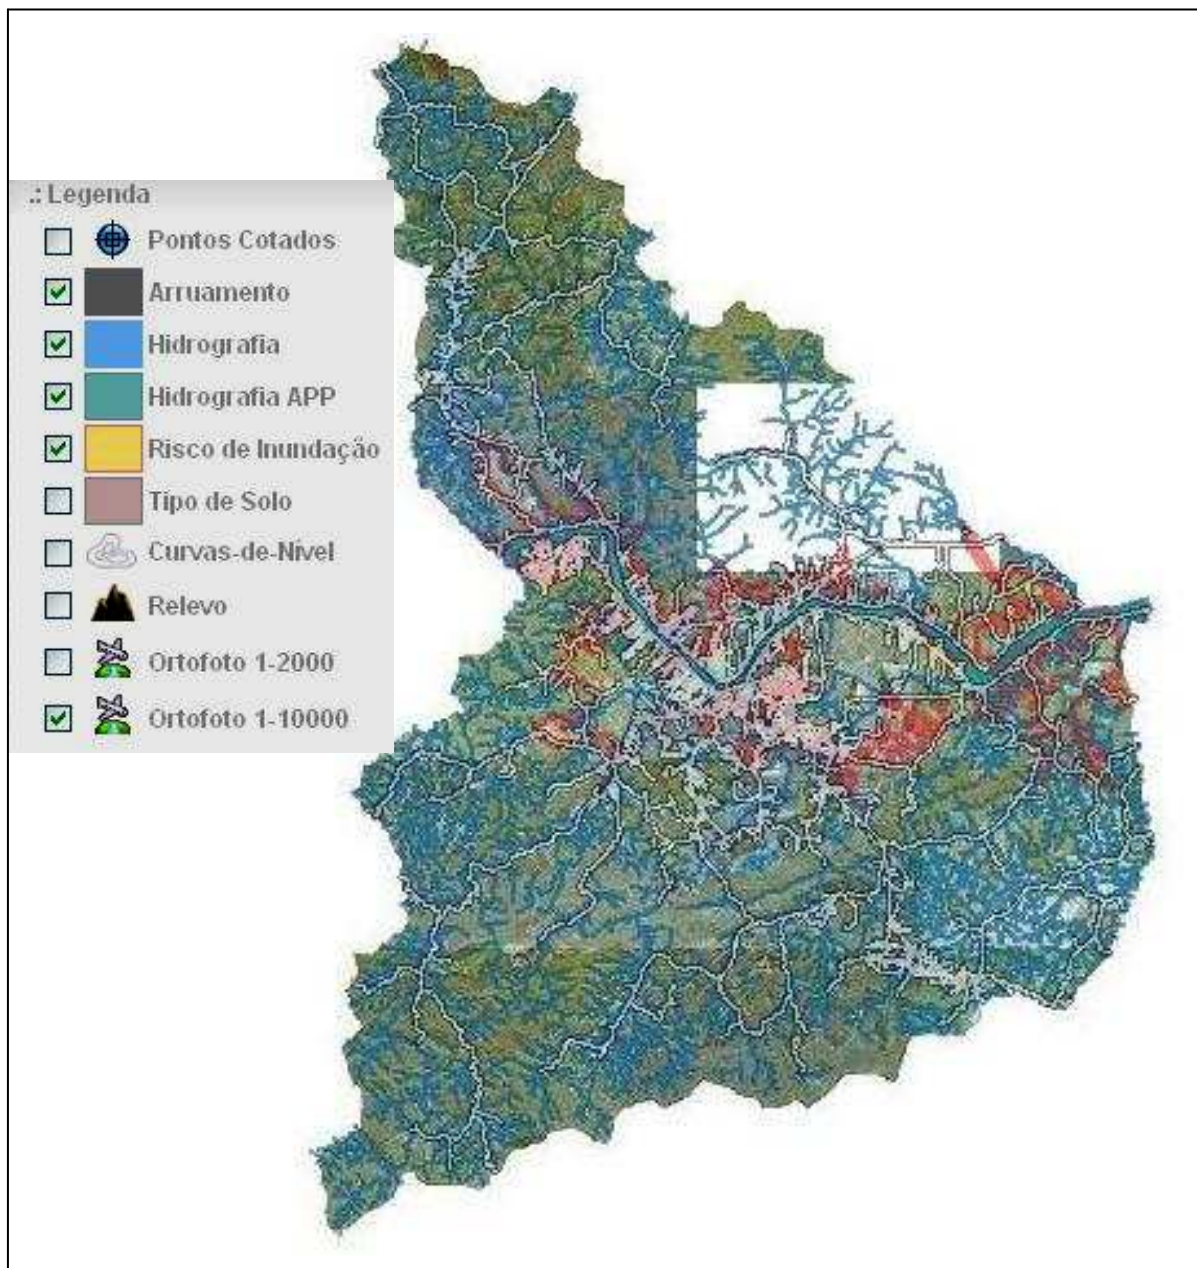 .: Legenda
Pontos Cotados
Arruamento
Hidrografia
Hidrografia APP
Risco de Inundação
Tipo de Solo
Curvas-de-Nível
Relevo
Ortofoto 1-2000
Ortofoto 1-10000